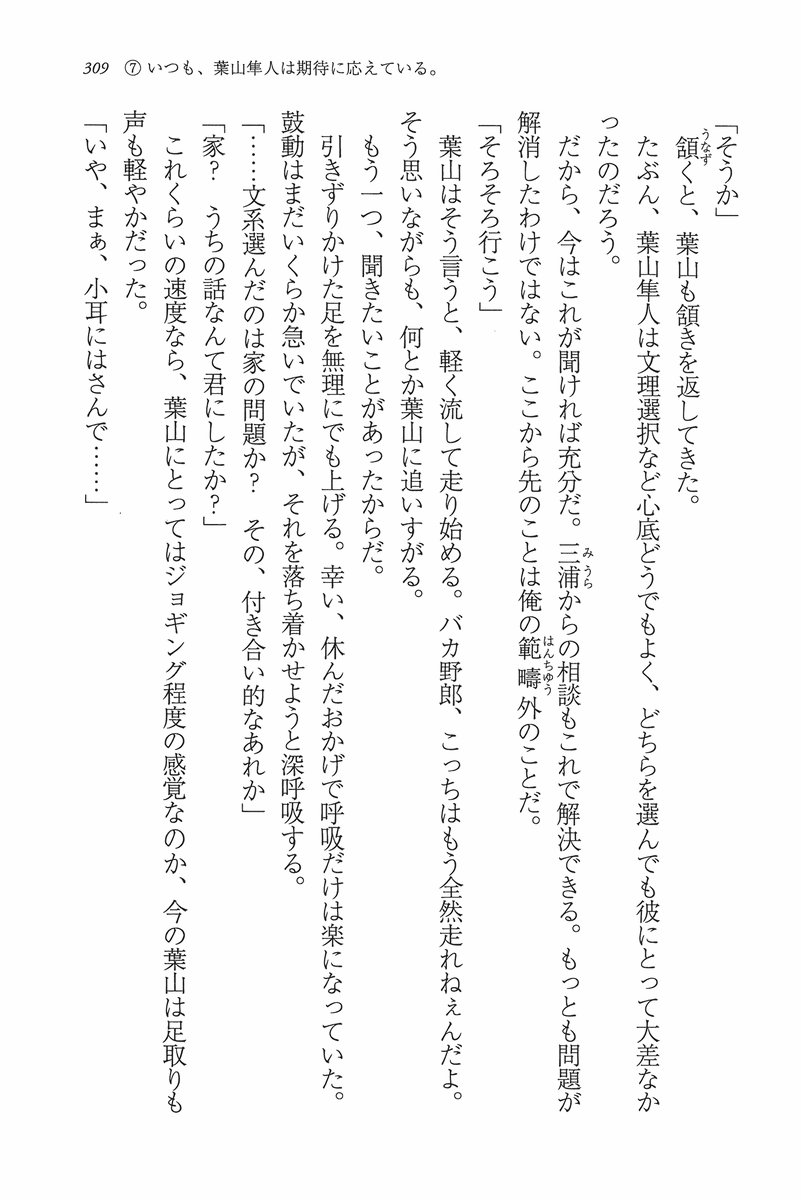 309 ⑦いつも、葉山隼人は期待に応えている。
「そうか」
頷くと、葉山も頷きを返してきた。
うなず
たぶん、葉山隼人は文理選択など心底どうでもよく、どちらを選んでも彼にとって大差なか
ったのだろう。
だから、今はこれが聞ければ充分だ。三浦からの相談もこれで解決できる。もっとも問題が
みうら
解消したわけではない。ここから先のことは俺の範疇外のことだ。
はんちゆう
「そろそろ行こう」
葉山はそう言うと、軽く流して走り始める。バカ野郎、こっちはもう全然走れねぇんだよ。
そう思いながらも、何とか葉山に追いすがる。
もう一つ、聞きたいことがあったからだ。
引きずりかけた足を無理にでも上げる。幸い、休んだおかげで呼吸だけは楽になっていた。
鼓動はまだいくらか急いでいたが、それを落ち着かせようと深呼吸する。
「……文系選んだのは家の問題か?　その、付き合い的なあれか」
「家?　うちの話なんて君にしたか?」
これくらいの速度なら、葉山にとってはジョギング程度の感覚なのか、今の葉山は足取りも
声も軽やかだった。
「いや、まぁ、小耳にはさんで……」